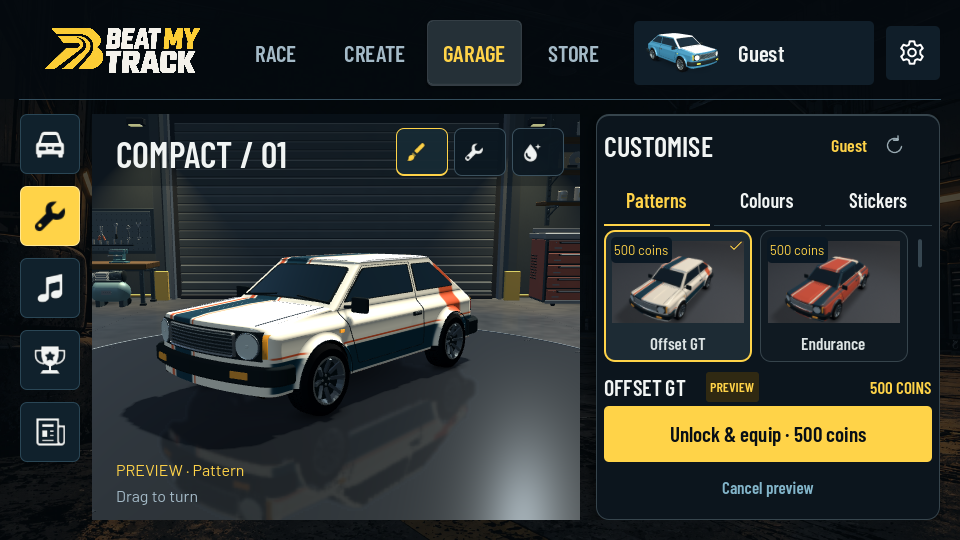 BEAT MY
TRACK
RACE
CREATE
GARAGE
STORE
Guest
COMPACT / 01
CUSTOMISE
Guest
Patterns
Colours
Stickers
500 coins
500 coins
Offset GT
Endurance
OFFSET GT
PREVIEW
500 COINS
Unlock & equip · 500 coins
Cancel preview
PREVIEW · Pattern
Drag to turn